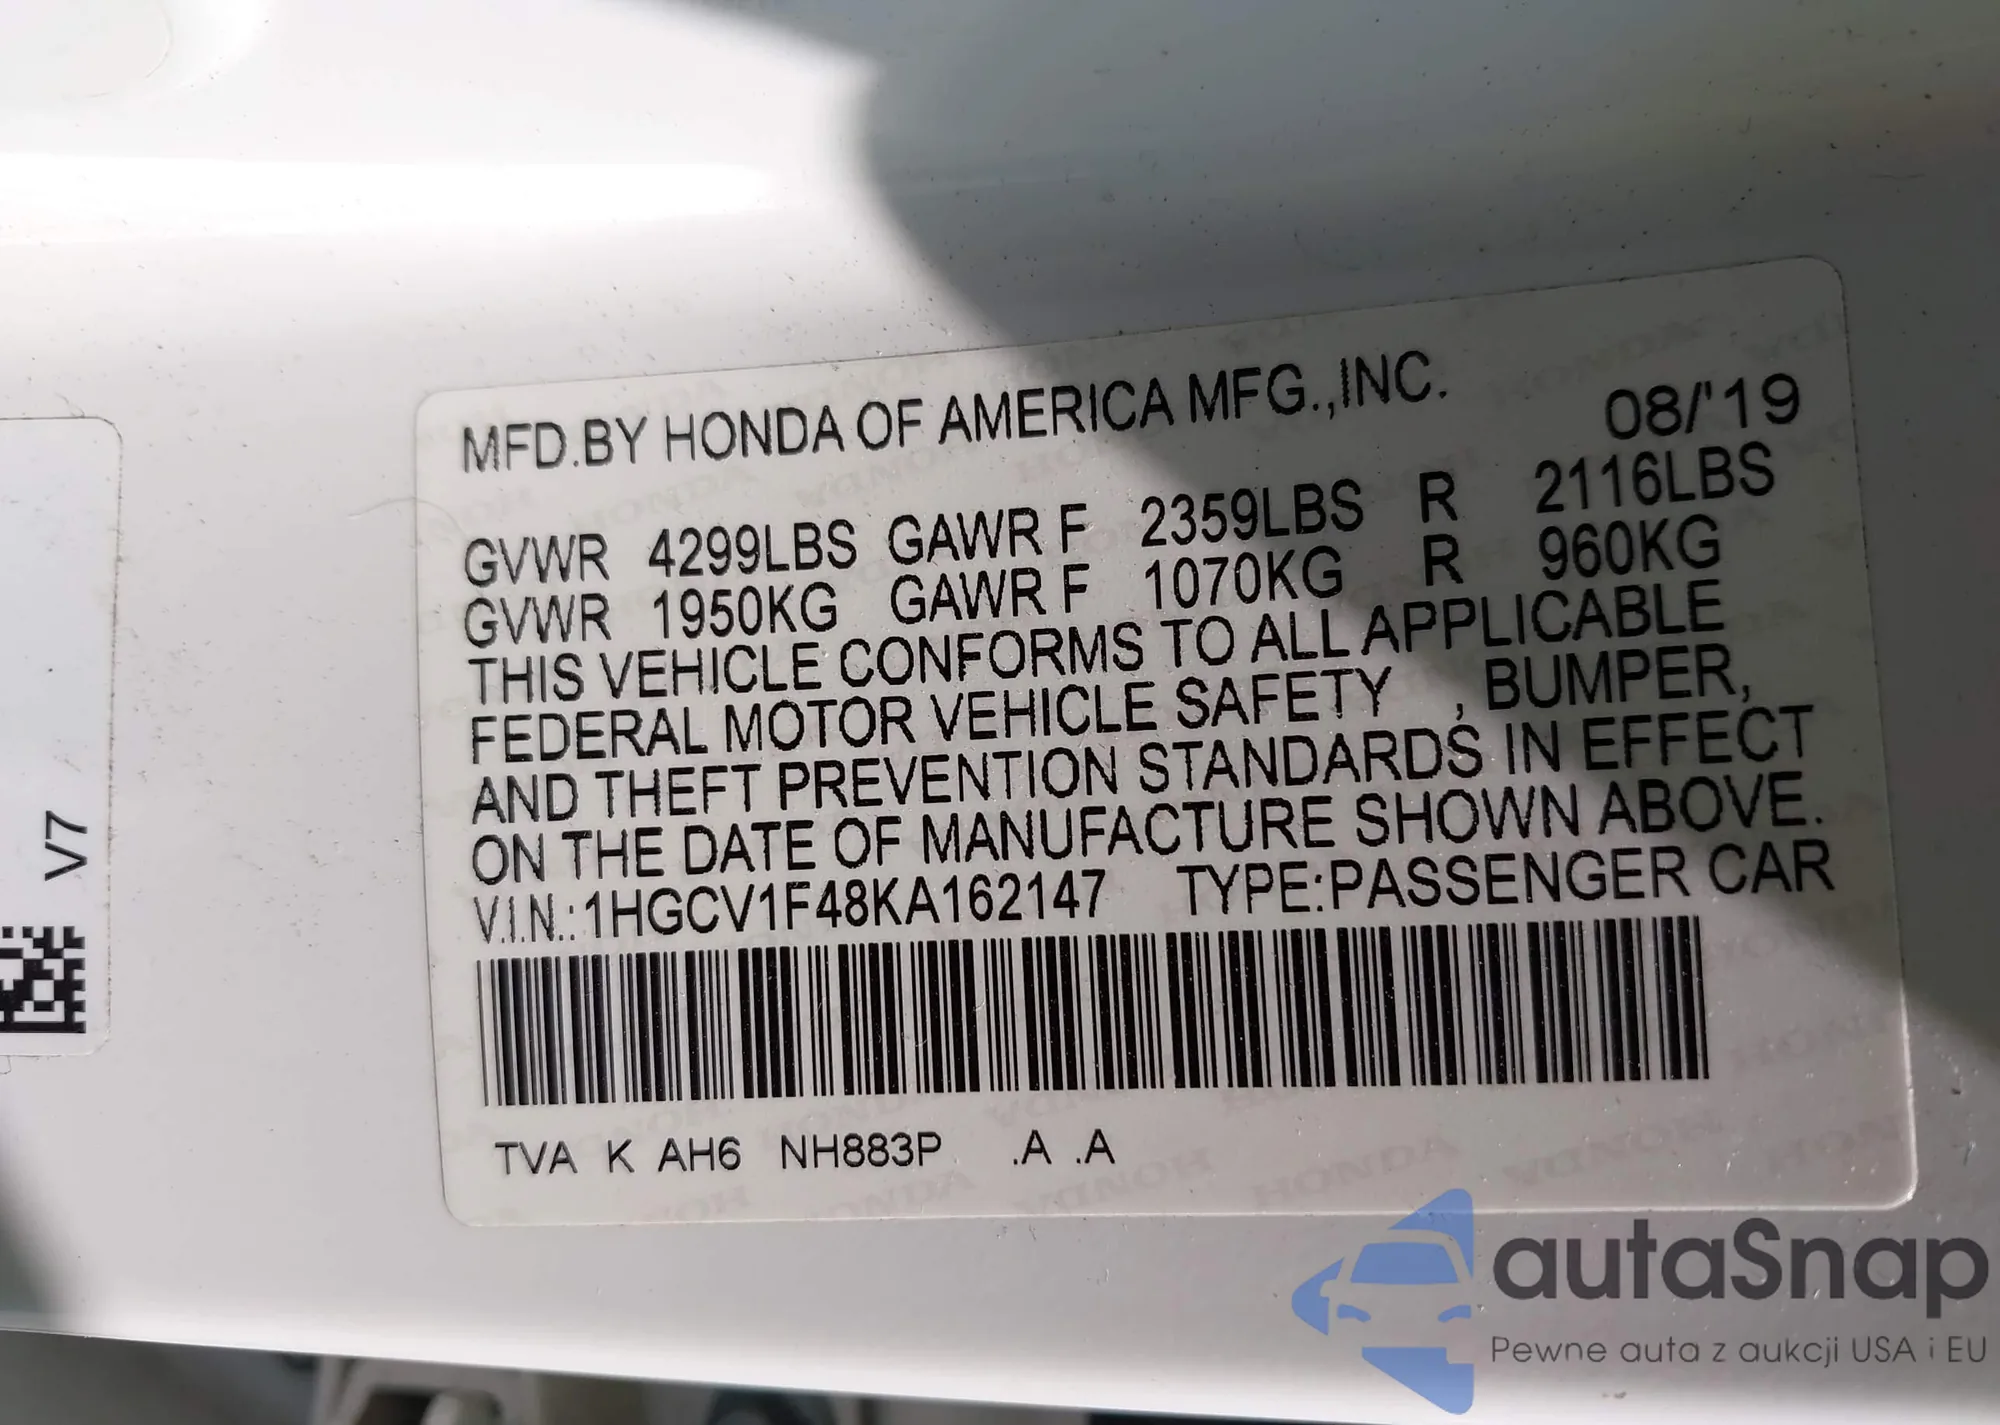 MFD.BY HONDA OF AMERICA MFG.,INC. 08/'19
GVWR 4299LBS GAWR F 2359LBS R 2116LBS
GVWR 1950KG GAWR F 1070KG R 960KG
THIS VEHICLE CONFORMS TO ALL APPLICABLE
FEDERAL MOTOR VEHICLE SAFETY , BUMPER,
AND THEFT PREVENTION STANDARDS IN EFFECT
ON THE DATE OF MANUFACTURE SHOWN ABOVE.
V.I.N.:1HGCV1F48KA162147 TYPE:PASSENGER CAR
TVA K AH6 NH883P .A .A
V7
autaSnap
Pewne auta z aukcji USA i EU